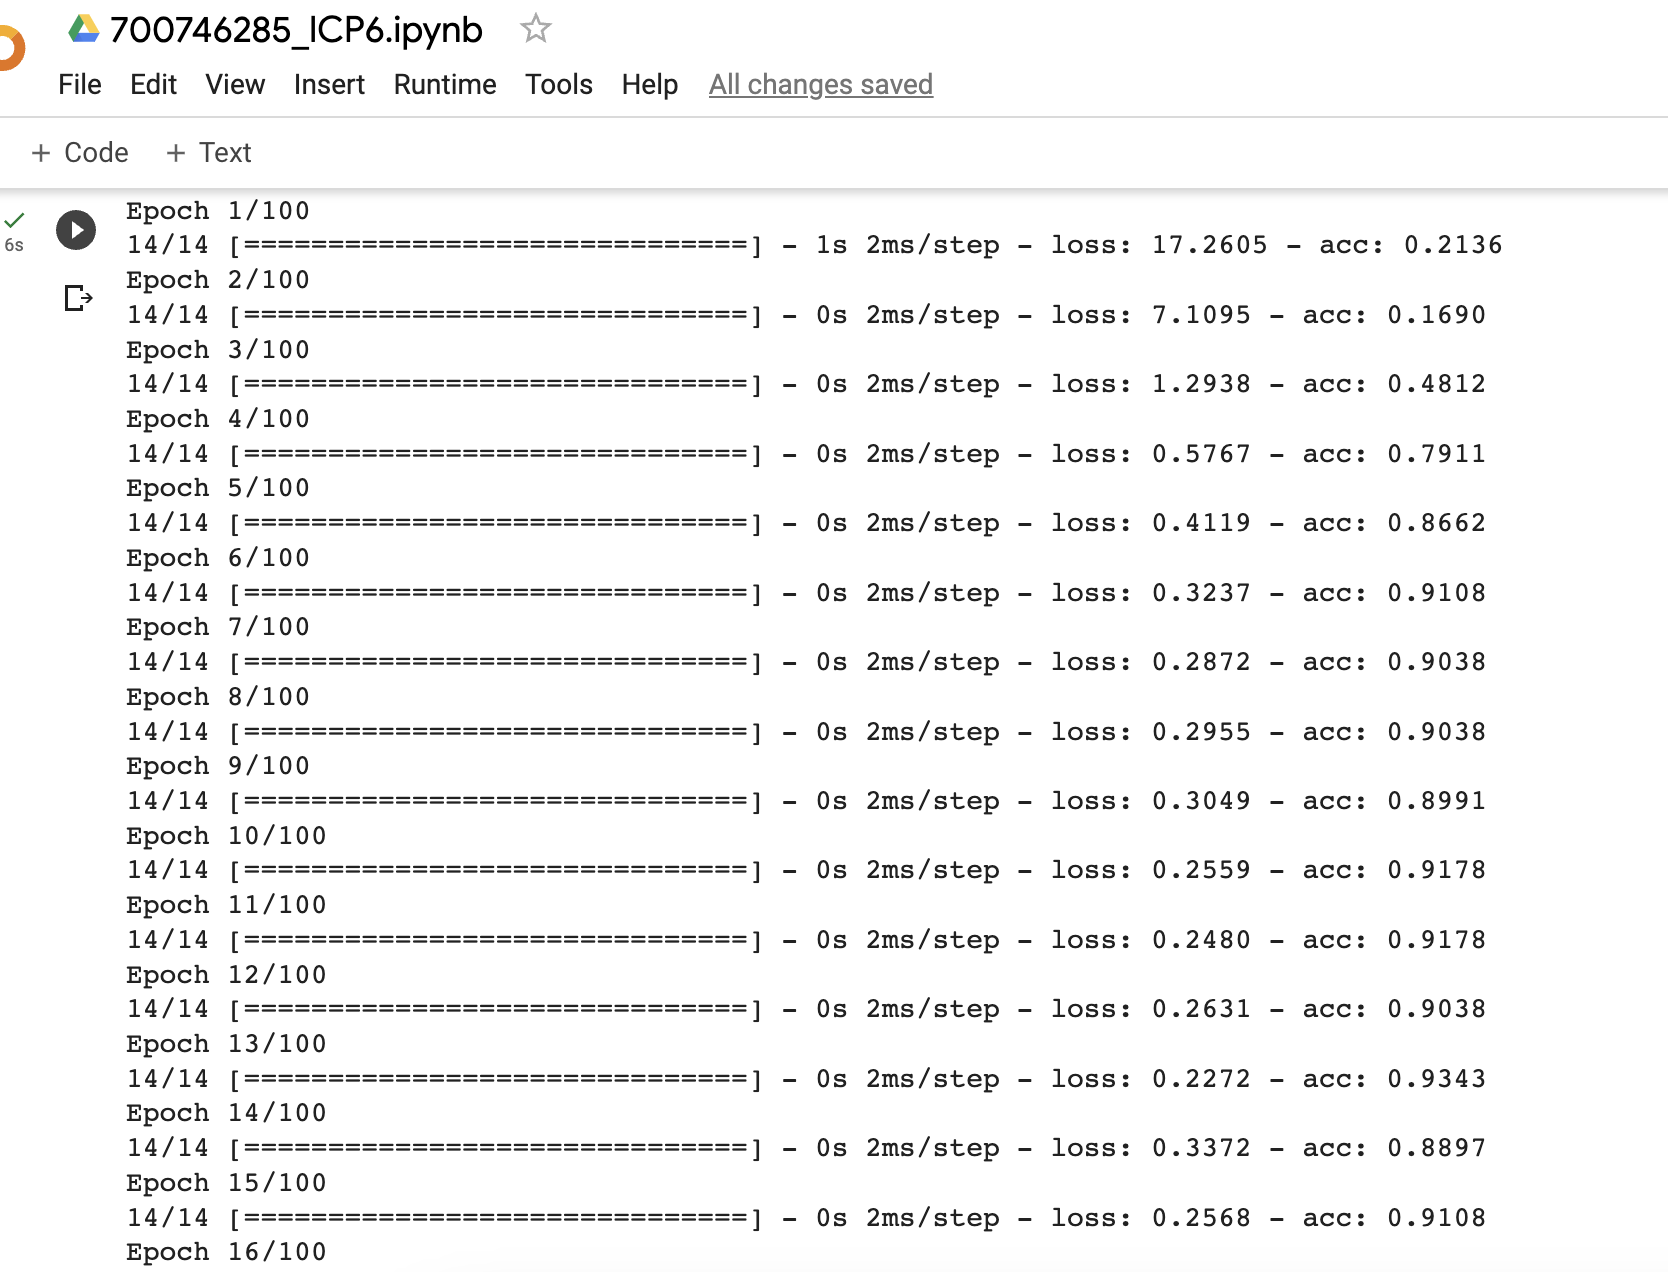 700746285_ICP6.ipynb
File Edit View Insert Runtime Tools Help All changes saved
+ Code + Text
6s
Epoch 1/100
14/14 [==============================] - 1s 2ms/step - loss: 17.2605 - acc: 0.2136
Epoch 2/100
14/14 [==============================] - 0s 2ms/step - loss: 7.1095 - acc: 0.1690
Epoch 3/100
14/14 [==============================] - 0s 2ms/step - loss: 1.2938 - acc: 0.4812
Epoch 4/100
14/14 [==============================] - 0s 2ms/step - loss: 0.5767 - acc: 0.7911
Epoch 5/100
14/14 [==============================] - 0s 2ms/step - loss: 0.4119 - acc: 0.8662
Epoch 6/100
14/14 [==============================] - 0s 2ms/step - loss: 0.3237 - acc: 0.9108
Epoch 7/100
14/14 [==============================] - 0s 2ms/step - loss: 0.2872 - acc: 0.9038
Epoch 8/100
14/14 [==============================] - 0s 2ms/step - loss: 0.2955 - acc: 0.9038
Epoch 9/100
14/14 [==============================] - 0s 2ms/step - loss: 0.3049 - acc: 0.8991
Epoch 10/100
14/14 [==============================] - 0s 2ms/step - loss: 0.2559 - acc: 0.9178
Epoch 11/100
14/14 [==============================] - 0s 2ms/step - loss: 0.2480 - acc: 0.9178
Epoch 12/100
14/14 [==============================] - 0s 2ms/step - loss: 0.2631 - acc: 0.9038
Epoch 13/100
14/14 [==============================] - 0s 2ms/step - loss: 0.2272 - acc: 0.9343
Epoch 14/100
14/14 [==============================] - 0s 2ms/step - loss: 0.3372 - acc: 0.8897
Epoch 15/100
14/14 [==============================] - 0s 2ms/step - loss: 0.2568 - acc: 0.9108
Epoch 16/100